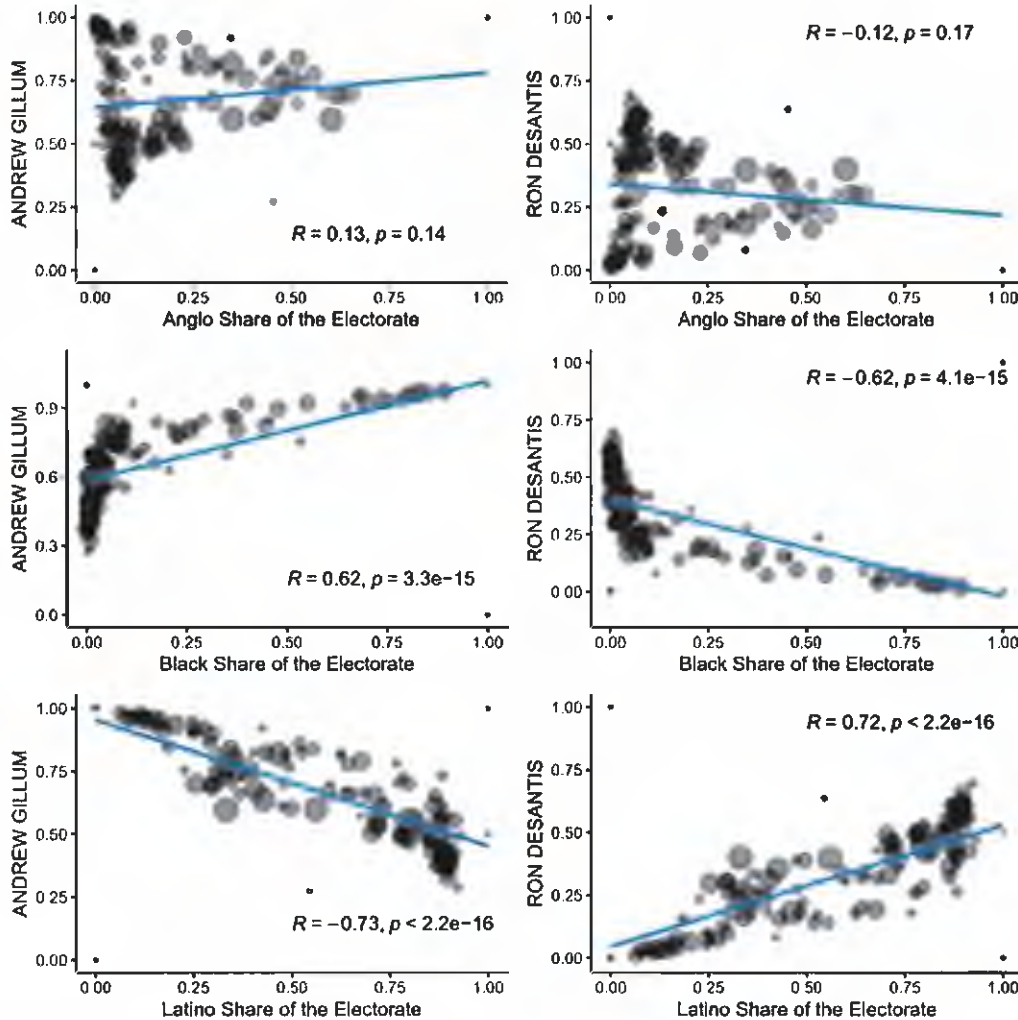 ANDREW GILLUM
1.00
0.75
0.50
0.25
0.00
R = 0.13, p = 0.14
0.00 0.25 0.50 0.75 1.00
Anglo Share of the Electorate
RON DESANTIS
1.00
0.75
0.50
0.25
0.00
R = −0.12, p = 0.17
0.00 0.25 0.50 0.75 1.00
Anglo Share of the Electorate
ANDREW GILLUM
0.9
0.6
0.3
0.0
R = 0.62, p = 3.3e−15
0.00 0.25 0.50 0.75 1.00
Black Share of the Electorate
RON DESANTIS
1.00
0.75
0.50
0.25
0.00
R = −0.62, p = 4.1e−15
0.00 0.25 0.50 0.75 1.00
Black Share of the Electorate
ANDREW GILLUM
1.00
0.75
0.50
0.25
0.00
R = −0.73, p < 2.2e−16
0.00 0.25 0.50 0.75 1.00
Latino Share of the Electorate
RON DESANTIS
1.00
0.75
0.50
0.25
0.00
R = 0.72, p < 2.2e−16
0.00 0.25 0.50 0.75 1.00
Latino Share of the Electorate